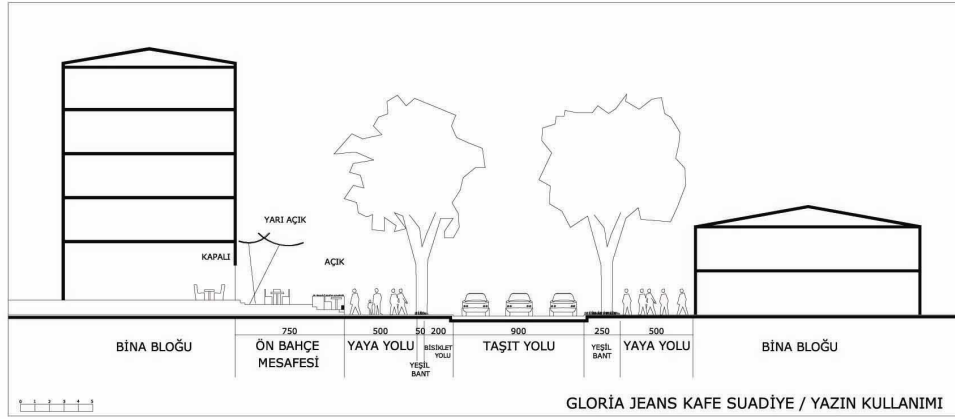 YARI AÇIK
KAPALI
AÇIK
750
500
50
200
900
250
500
BİNA BLOĞU
ÖN BAHÇE
MESAFESİ
YAYA YOLU
YEŞİL
BANT
BİSİKLET
YOLU
TAŞIT YOLU
YEŞİL
BANT
YAYA YOLU
BİNA BLOĞU
0 1 2 3 4 5
GLORİA JEANS KAFE SUADİYE / YAZIN KULLANIMI